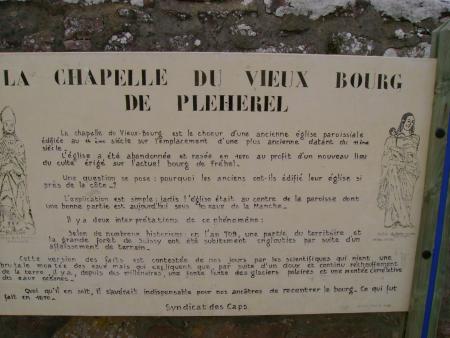 LA CHAPELLE DU VIEUX BOURG
DE PLEHEREL
La chapelle du Vieux-Bourg est le chœur d'une ancienne église paroissiale
édifiée au siècle sur l'emplacement d'une plus ancienne datant du
siècle.
L'église a été abandonnée et rasée en 1870 au profit d'un nouveau lieu
du culte érigé sur l'actuel bourg de Fréhel.
Une question se pose : pourquoi les anciens ont-ils édifié leur église si
près de la côte ?
L'explication est simple : jadis l'église était au centre de la paroisse dont
une bonne partie est aujourd'hui sous les eaux de la Manche.
Il y a deux interprétations de ce phénomène :
Selon de nombreux historiens, en l'an 709, une partie du territoire et
la grande forêt de Scissy ont été subitement engloutis par suite d'un
affaissement de terrain.
Cette version des faits est contestée de nos jours par les scientifiques qui nient une
brutale montée des eaux mais qui expliquent que, par suite d'un doux et continu réchauffement
de la terre, il y a, depuis des millénaires, une fonte lente des glaciers polaires et une montée cumulative
des eaux océanes.
Quoi qu'il en soit, il s'avérait indispensable pour nos ancêtres de recentrer le bourg. Ce qui fut
fait en 1870.
Syndicat des Caps